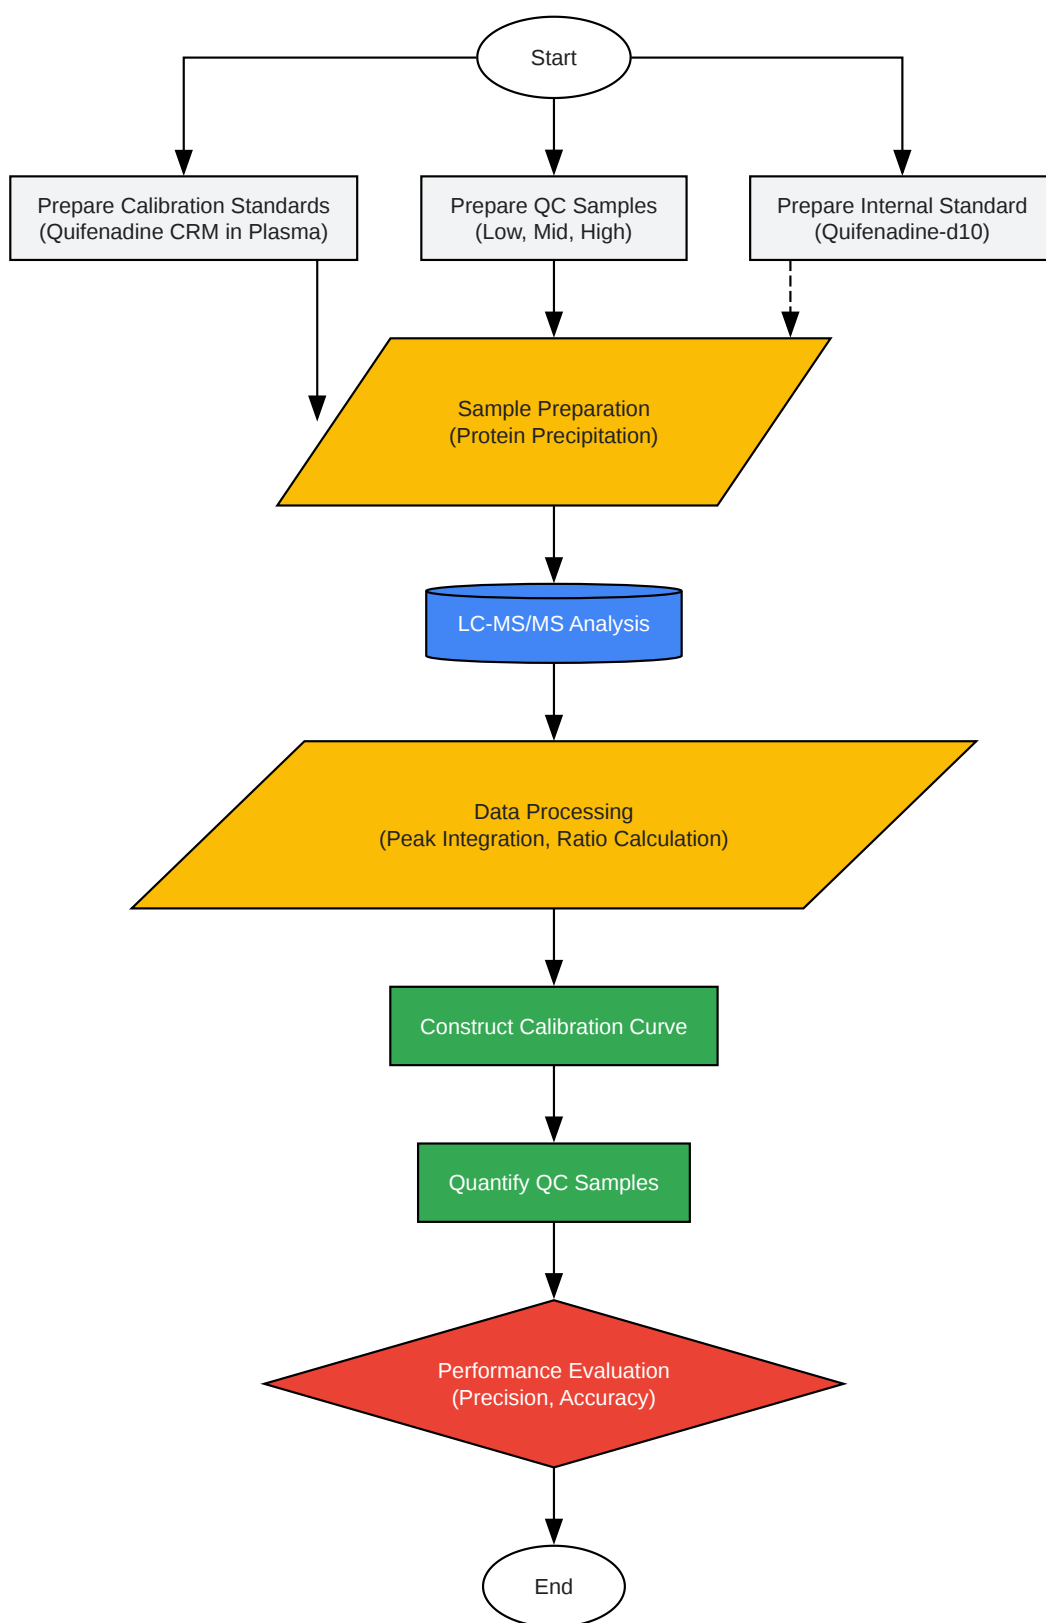 Start
Prepare Calibration Standards
(Quifenadine CRM in Plasma)
Prepare QC Samples
(Low, Mid, High)
Prepare Internal Standard
(Quifenadine-d10)
Sample Preparation
(Protein Precipitation)
LC-MS/MS Analysis
Data Processing
(Peak Integration, Ratio Calculation)
Construct Calibration Curve
Quantify QC Samples
Performance Evaluation
(Precision, Accuracy)
End